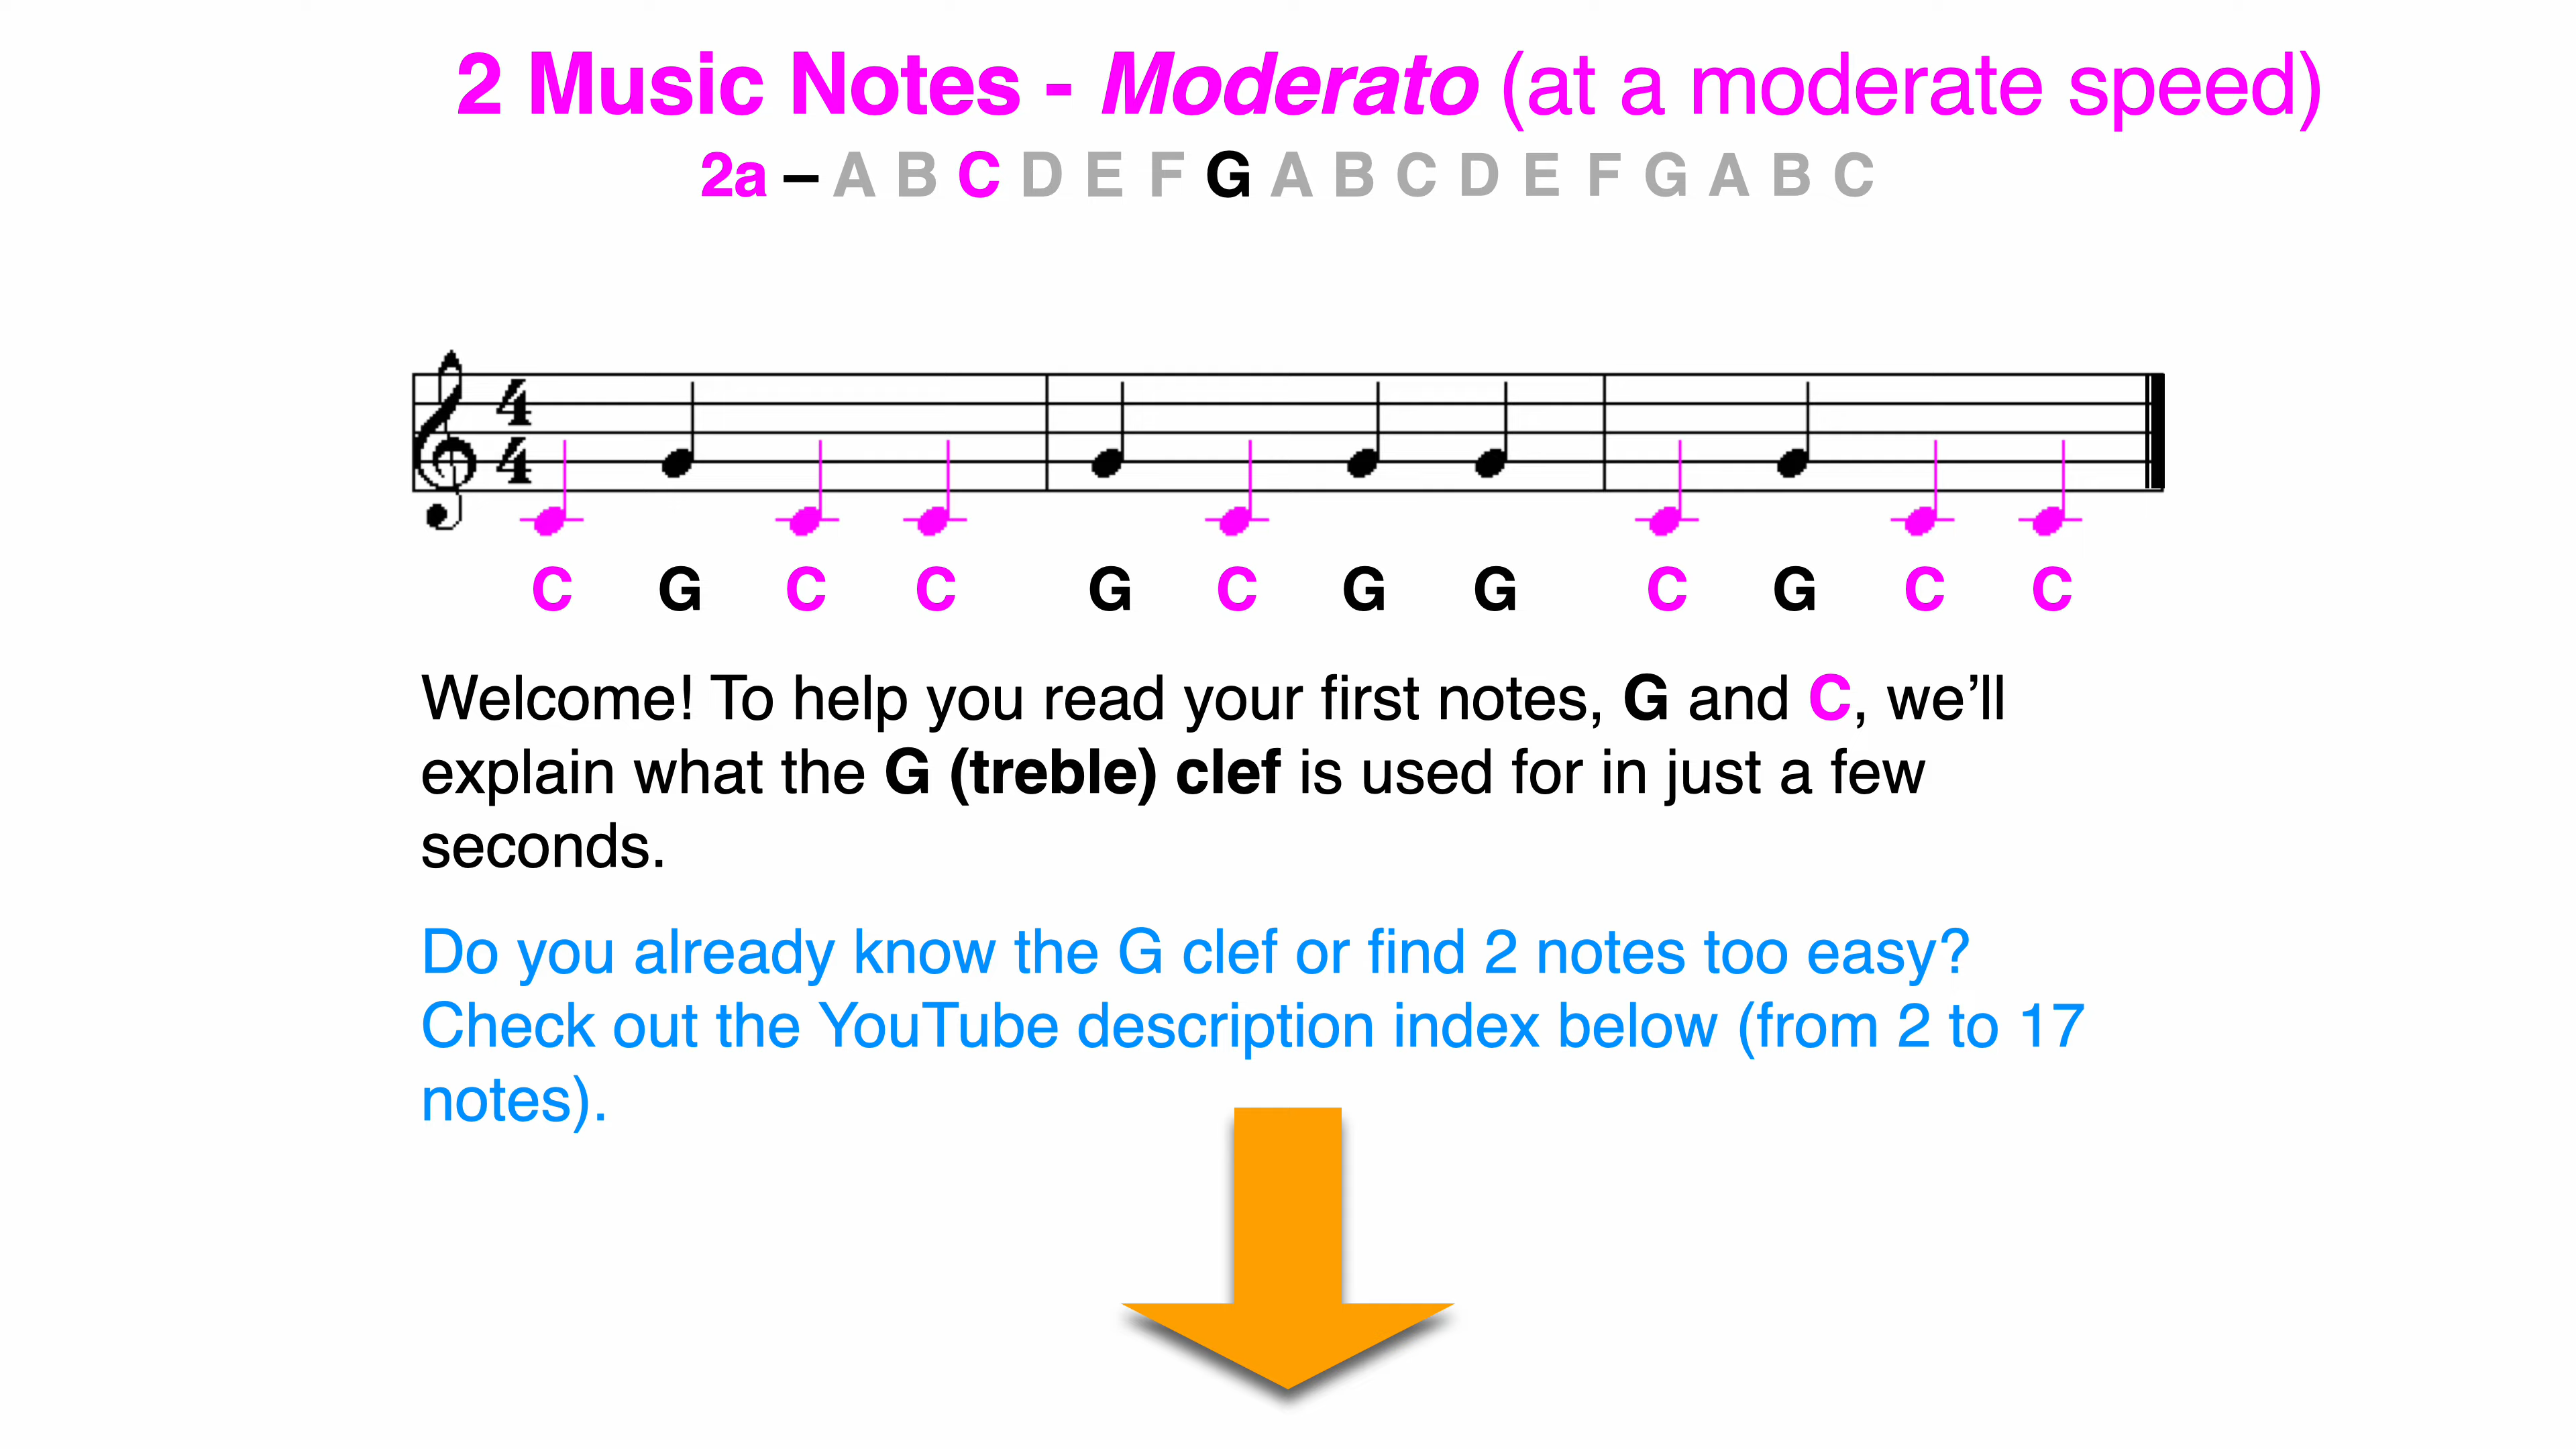 2 Music Notes - Moderato (at a moderate speed)
2a – A B C D E F G A B C D E F G A B C
4
4
C G C C G C G G C G C C
Welcome! To help you read your first notes, G and C, we’ll
explain what the G (treble) clef is used for in just a few
seconds.
Do you already know the G clef or find 2 notes too easy?
Check out the YouTube description index below (from 2 to 17
notes).